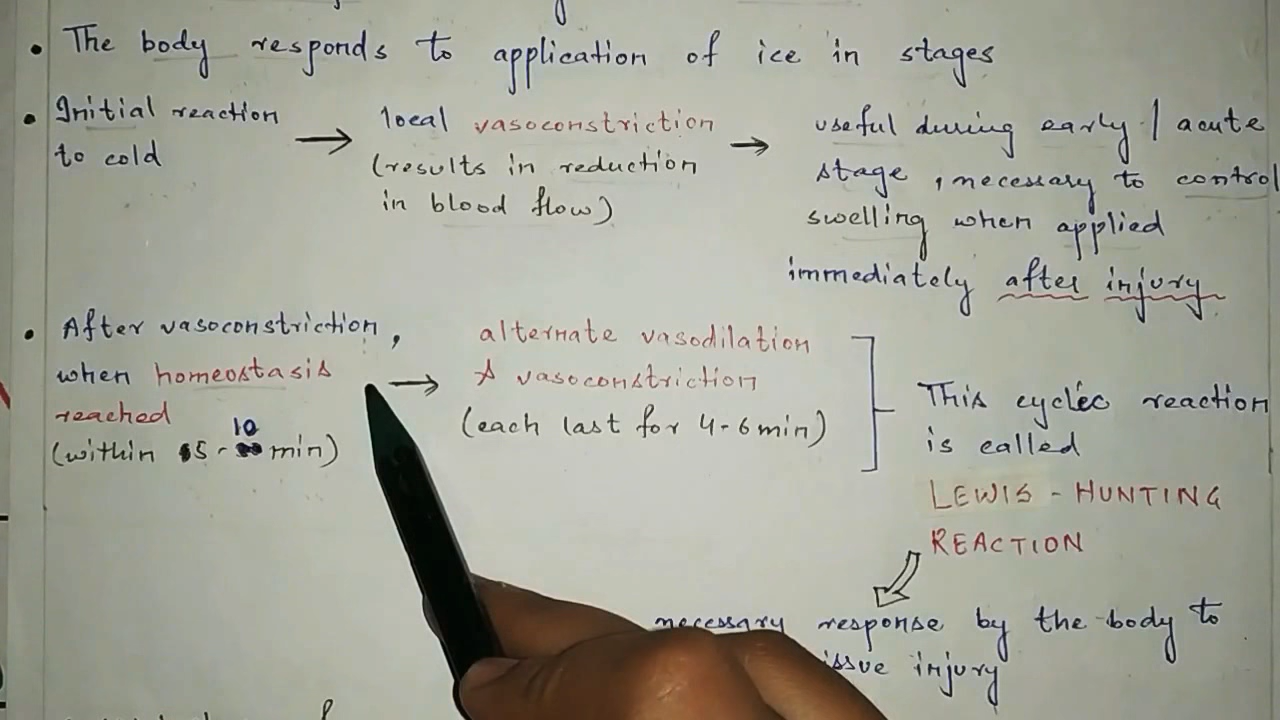 • The body responds to application of ice in stages
• Initial reaction to cold → local vasoconstriction (results in reduction in blood flow) → useful during early / acute stage, necessary to control swelling when applied immediately after injury
• After vasoconstriction, when homeostasis reached (within 5-10 min) → alternate vasodilation & vasoconstriction (each last for 4-6 min)
This cyclic reaction is called
LEWIS - HUNTING
REACTION
necessary response by the body to
injury